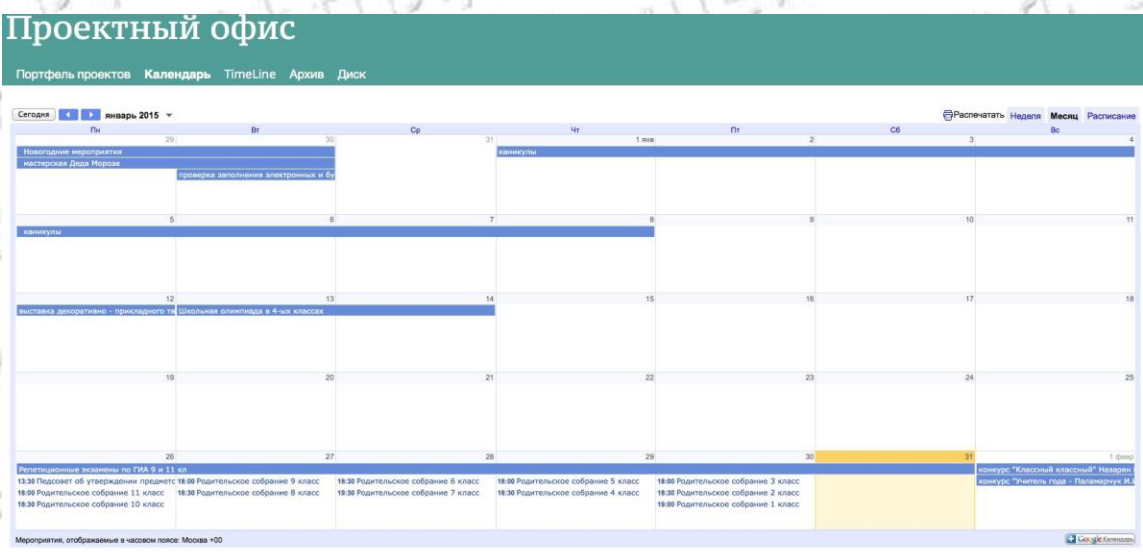 Проектный офис
Портфель проектов Календарь TimeLine Архив Диск
Сегодня январь 2015 Распечатать Неделя Месяц Расписание
Пн Вт Ср Чт Пт Сб Вс
29 30 31 1 янв 2 3 4
Новогодние мероприятия каникулы
мастерская Деда Мороза
проверка заполнения электронных и бу
5 6 7 8 9 10 11
каникулы
12 13 14 15 16 17 18
выставка декоративно - прикладного тв Школьная олимпиада в 4-ых классах
19 20 21 22 23 24 25
26 27 28 29 30 31 1 февр
Репетиционные экзамены по ГИА 9 и 11 кл конкурс "Классный классный" Назарин
13:30 Педсовет об утверждении предметс 18:00 Родительское собрание 9 класс 18:30 Родительское собрание 6 класс 18:00 Родительское собрание 5 класс 18:00 Родительское собрание 3 класс конкурс "Учитель года - Паламарчук И.
18:00 Родительское собрание 11 класс 18:30 Родительское собрание 8 класс 19:30 Родительское собрание 7 класс 18:30 Родительское собрание 4 класс 18:30 Родительское собрание 2 класс
18:30 Родительское собрание 10 класс 19:00 Родительское собрание 1 класс
Мероприятия, отображаемые в часовом поясе: Москва +00 Google Календарь